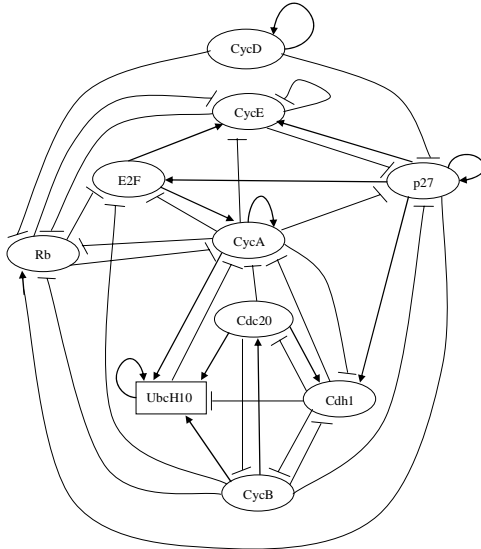 CycD
CycE
E2F
p27
CycA
Rb
Cdc20
UbcH10
Cdh1
CycB